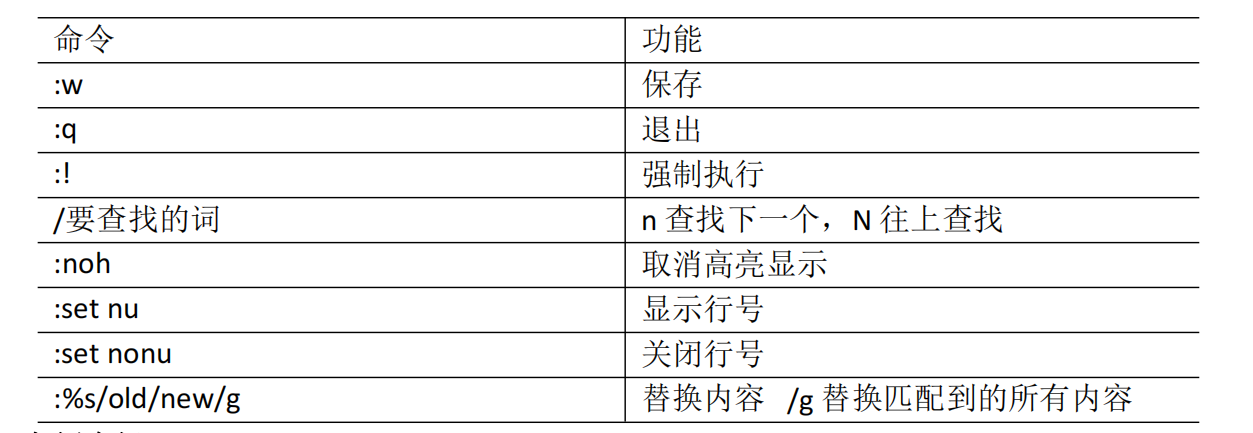 命令 功能
:w 保存
:q 退出
:! 强制执行
/要查找的词 n 查找下一个，N 往上查找
:noh 取消高亮显示
:set nu 显示行号
:set nonu 关闭行号
:%s/old/new/g 替换内容 /g 替换匹配到的所有内容